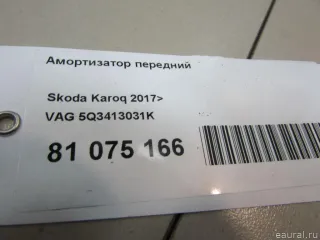 Амортизатор передний
Skoda Karoq 2017>
VAG 5Q3413031K
81 075 166
eaural.ru